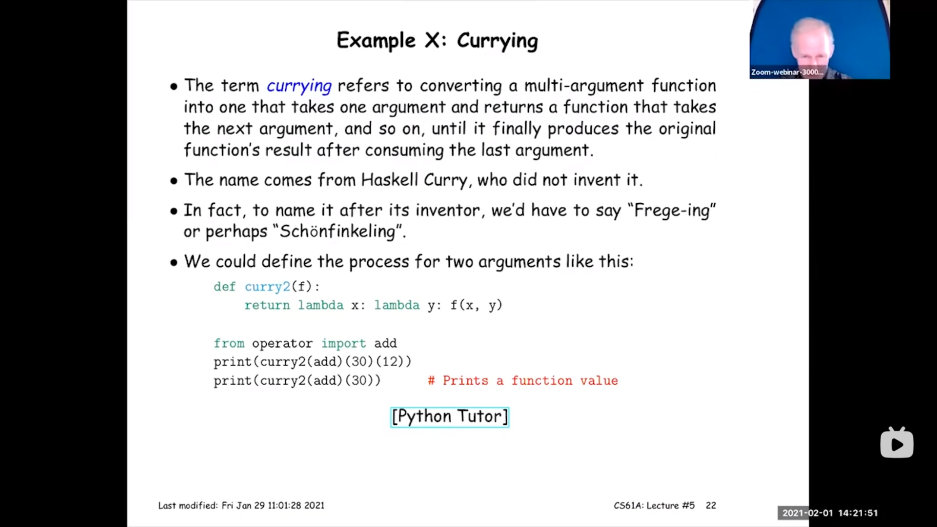 Example X: Currying
Zoom-webinar-3000...
• The term currying refers to converting a multi-argument function
into one that takes one argument and returns a function that takes
the next argument, and so on, until it finally produces the original
function's result after consuming the last argument.
• The name comes from Haskell Curry, who did not invent it.
• In fact, to name it after its inventor, we'd have to say “Frege-ing”
or perhaps “Schönfinkeling”.
• We could define the process for two arguments like this:
def curry2(f):
    return lambda x: lambda y: f(x, y)
from operator import add
print(curry2(add)(30)(12))
print(curry2(add)(30))     # Prints a function value
[Python Tutor]
Last modified: Fri Jan 29 11:01:28 2021     CS61A: Lecture #5  22
2021-02-01 14:21:51